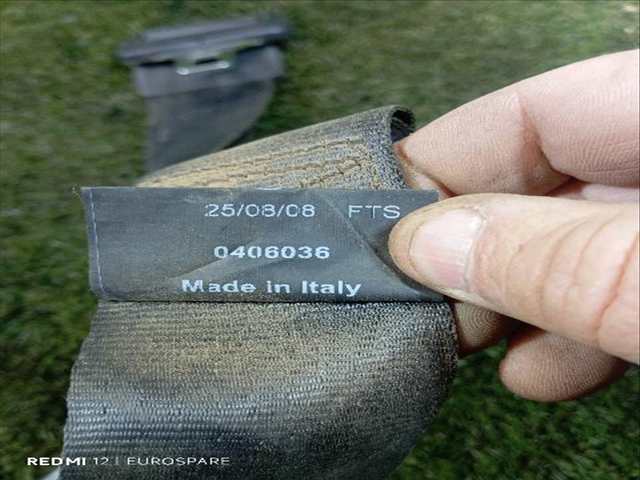 25/08/08 FTS
0406036
Made in Italy
REDMI 12 | EUROSPARE